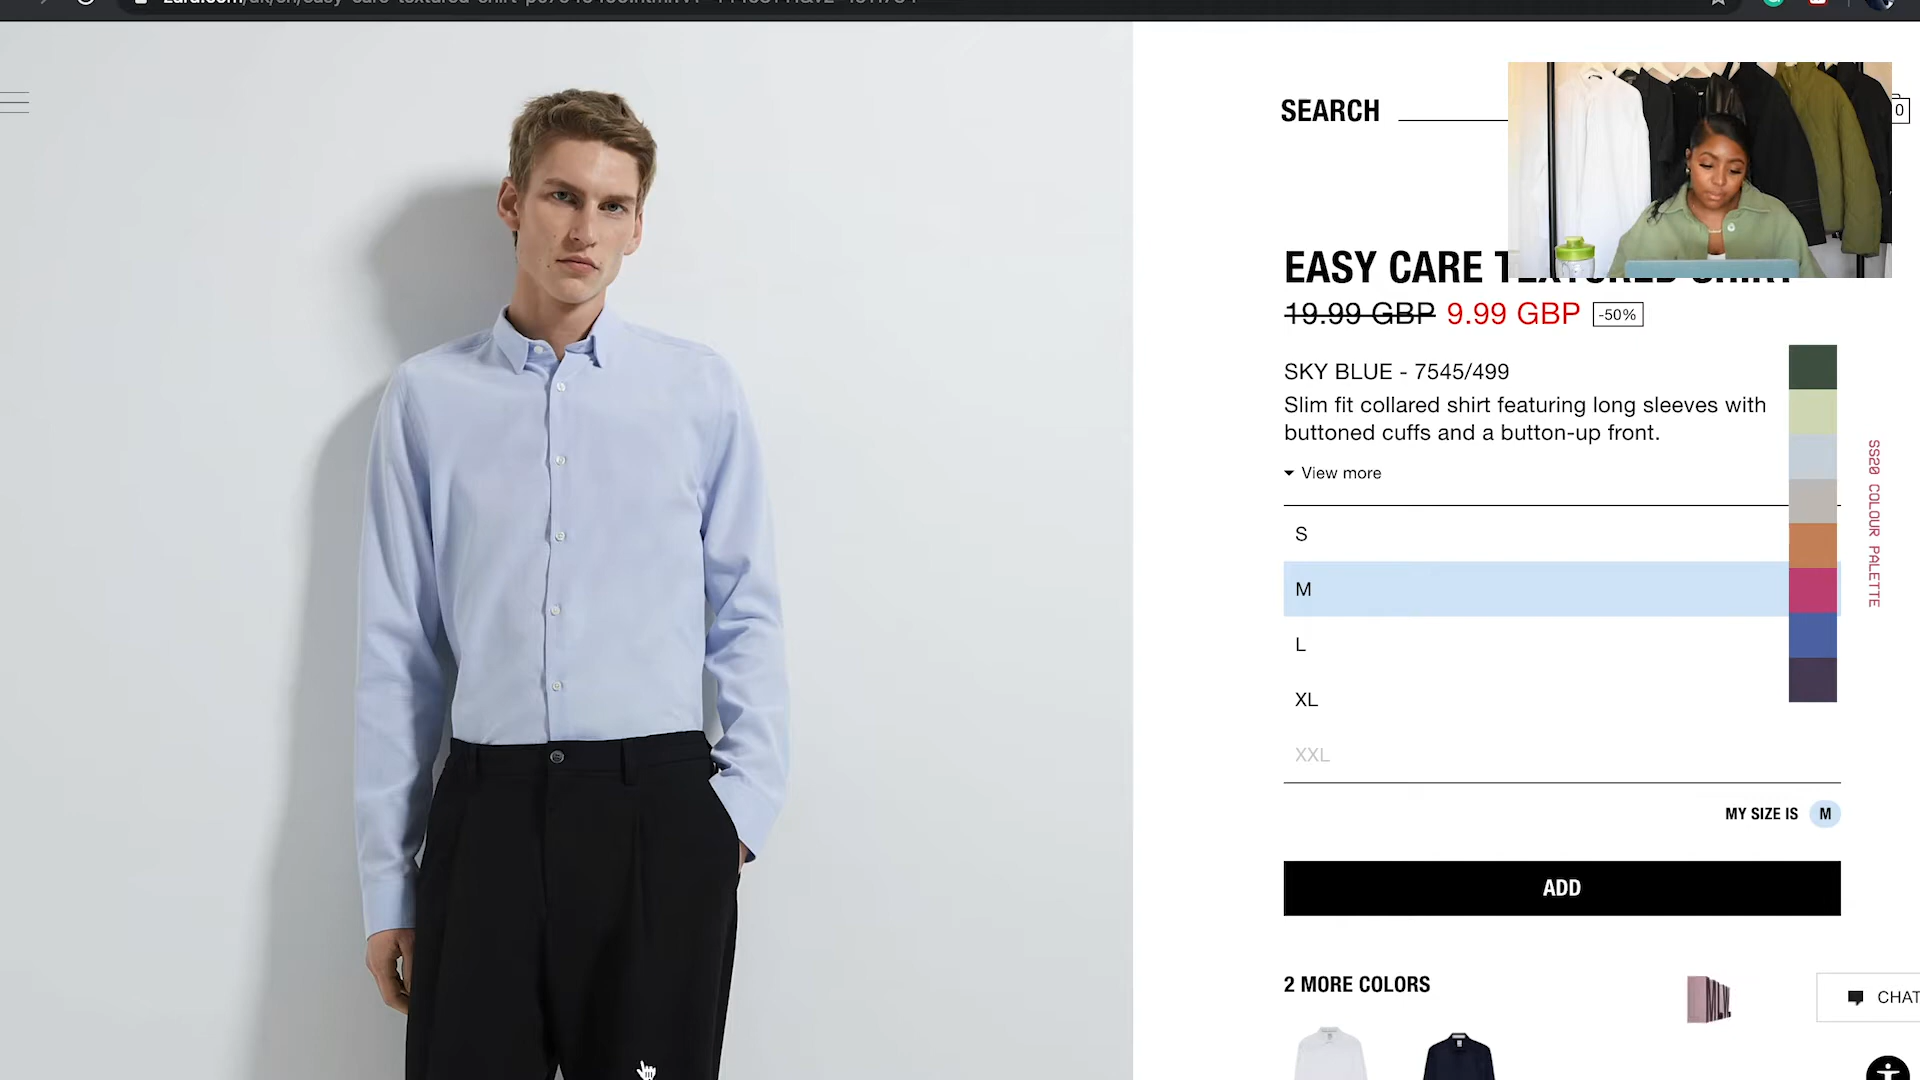 SEARCH
0
EASY CARE TEXTURED SHIRT
19.99 GBP 9.99 GBP -50%
SKY BLUE - 7545/499
Slim fit collared shirt featuring long sleeves with
buttoned cuffs and a button-up front.
View more
S
M
L
XL
XXL
MY SIZE IS M
ADD
2 MORE COLORS
CHAT
SS20 COLOUR PALETTE